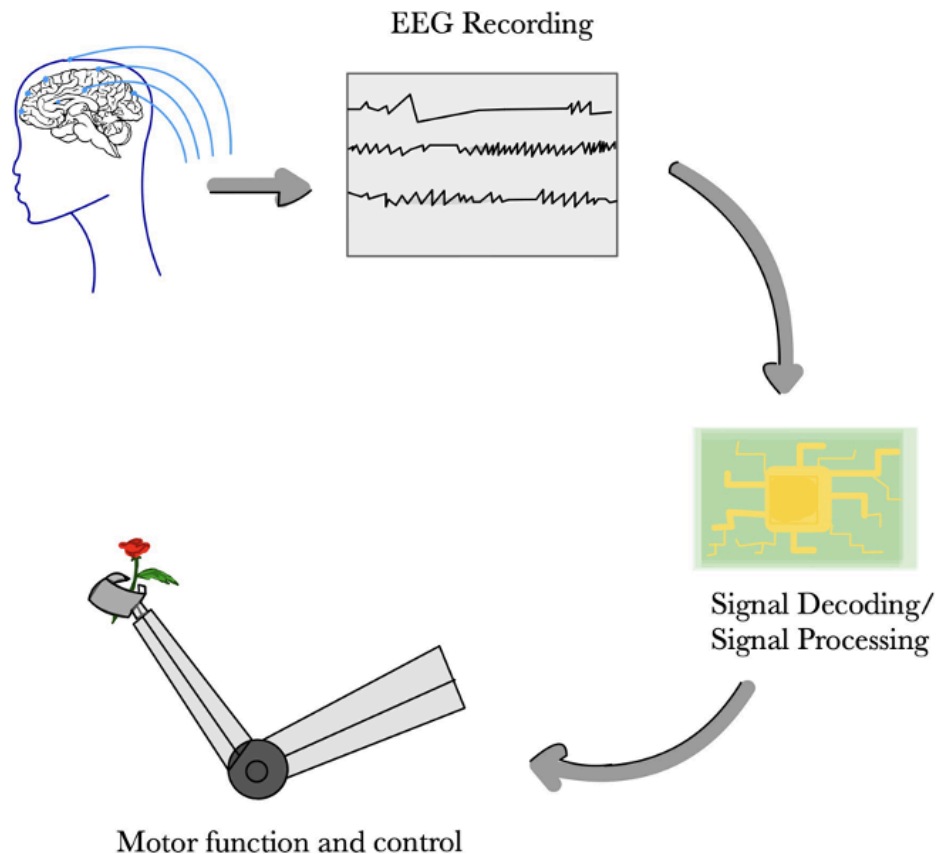 EEG Recording
Signal Decoding/
Signal Processing
Motor function and control